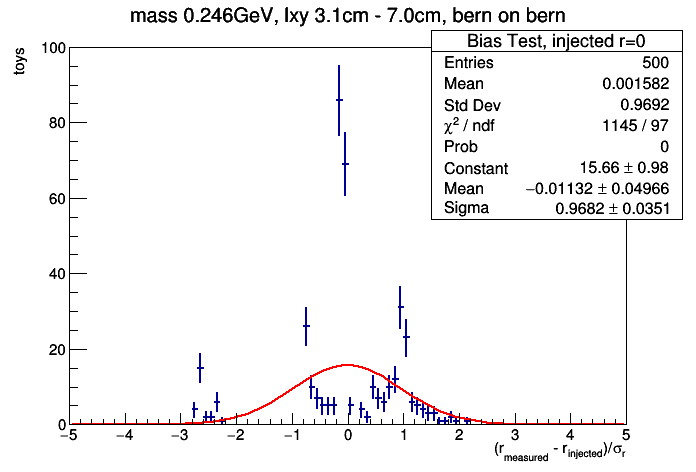 mass 0.246GeV, lxy 3.1cm - 7.0cm, bern on bern
Bias Test, injected r=0
Entries 500
Mean 0.001582
Std Dev 0.9692
χ² / ndf 1145 / 97
Prob 0
Constant 15.66 ± 0.98
Mean −0.01132 ± 0.04966
Sigma 0.9682 ± 0.0351
toys
100
80
60
40
20
0
−5 −4 −3 −2 −1 0 1 2 3 4 5
(r_measured - r_injected)/σ_r